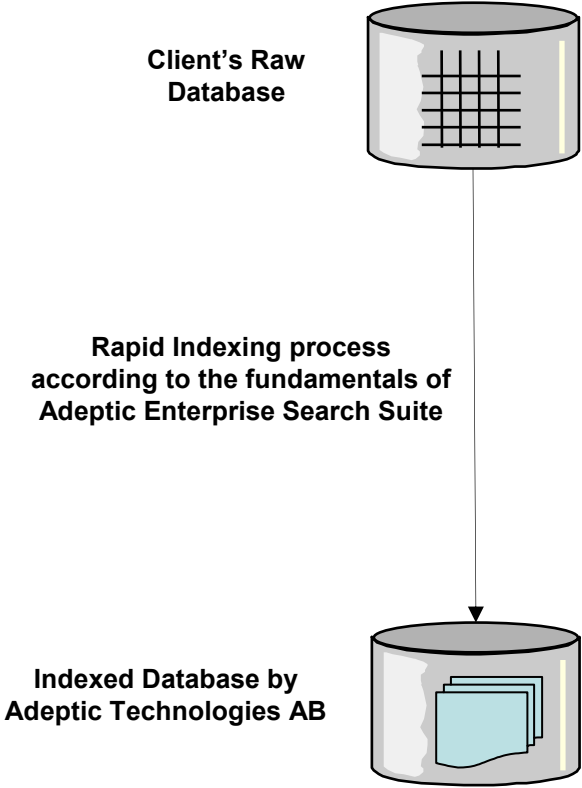 Client's Raw
Database
Rapid Indexing process
according to the fundamentals of
Adeptic Enterprise Search Suite
Indexed Database by
Adeptic Technologies AB